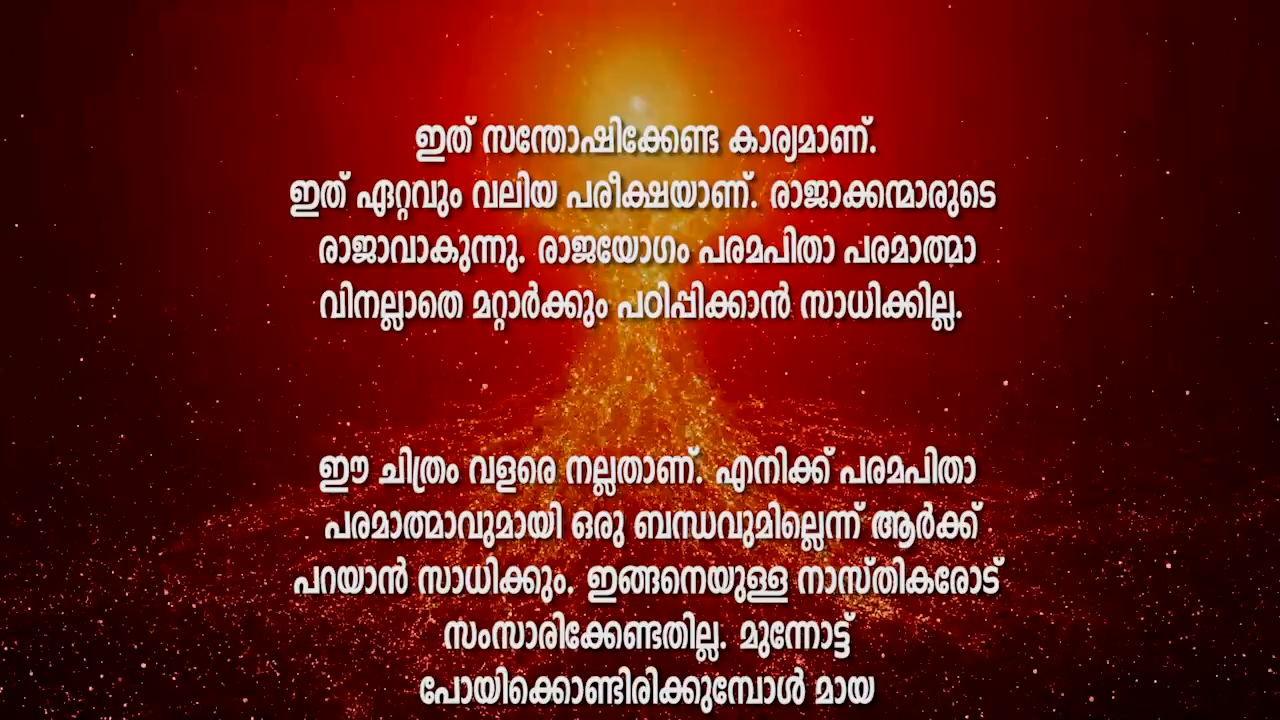 ഇത് സന്തോഷിക്കേണ്ട കാര്യമാണ്.
ഇത് ഏറ്റവും വലിയ പരീക്ഷയാണ്. രാജാക്കന്മാരുടെ
രാജാവാകുന്നു. രാജയോഗം പരമപിതാ പരമാത്മാ
വിനല്ലാതെ മറ്റാർക്കും പഠിപ്പിക്കാൻ സാധിക്കില്ല.
ഈ ചിത്രം വളരെ നല്ലതാണ്. എനിക്ക് പരമപിതാ
പരമാത്മാവുമായി ഒരു ബന്ധവുമില്ലെന്ന് ആർക്ക്
പറയാൻ സാധിക്കും. ഇങ്ങനെയുള്ള നാസ്തികരോട്
സംസാരിക്കേണ്ടതില്ല. മുന്നോട്ട്
പോയിക്കൊണ്ടിരിക്കുമ്പോൾ മായ